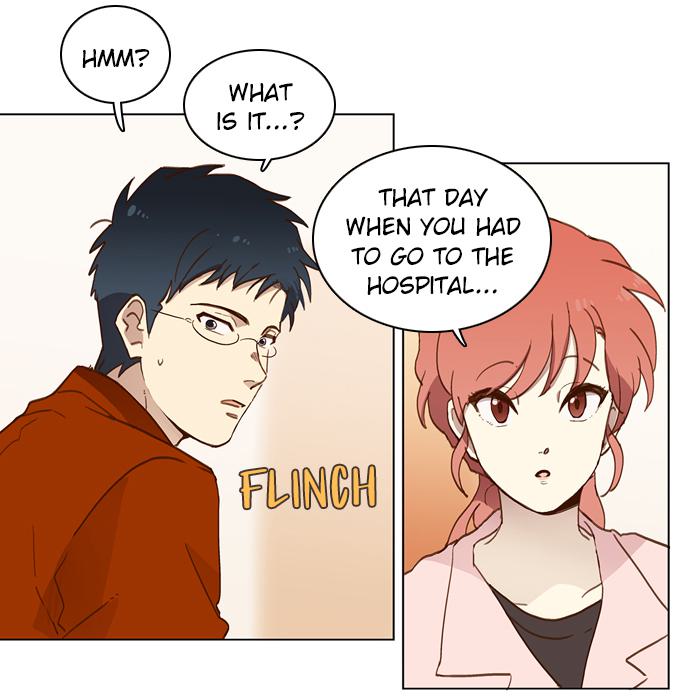 HMM?
WHAT
IS IT...?
THAT DAY
WHEN YOU HAD
TO GO TO THE
HOSPITAL...
FLINCH